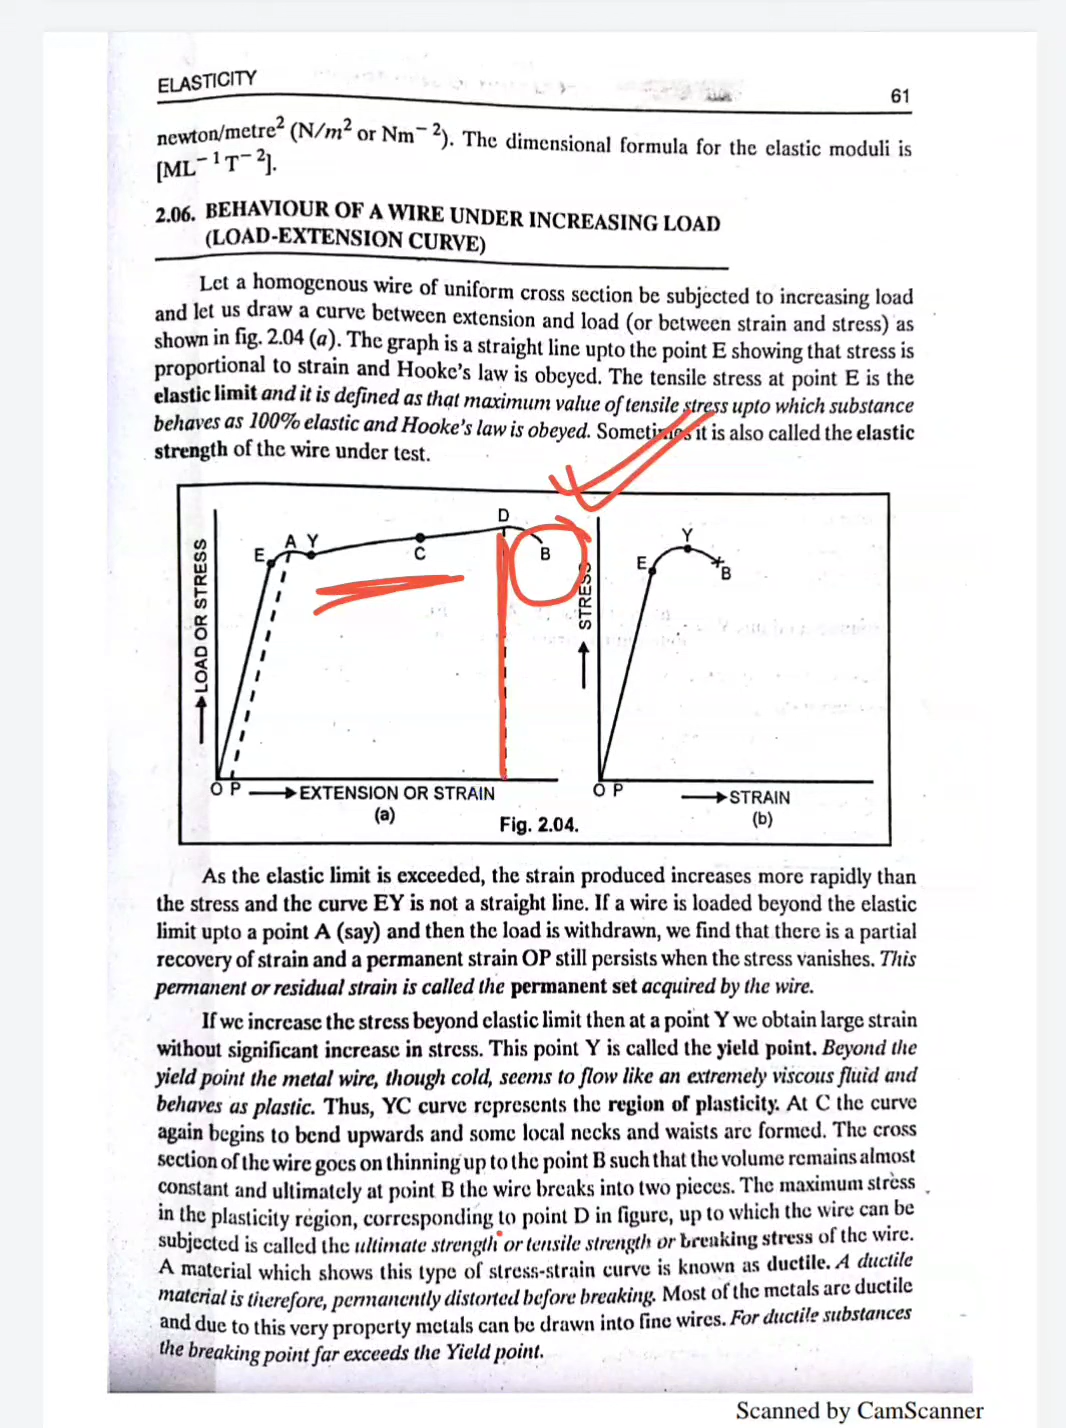 ELASTICITY
61
newton/metre² (N/m² or Nm⁻²). The dimensional formula for the elastic moduli is
[ML⁻¹T⁻²].
2.06. BEHAVIOUR OF A WIRE UNDER INCREASING LOAD
(LOAD-EXTENSION CURVE)
Let a homogenous wire of uniform cross section be subjected to increasing load
and let us draw a curve between extension and load (or between strain and stress) as
shown in fig. 2.04 (a). The graph is a straight line upto the point E showing that stress is
proportional to strain and Hooke's law is obeyed. The tensile stress at point E is the
elastic limit and it is defined as that maximum value of tensile stress upto which substance
behaves as 100% elastic and Hooke's law is obeyed. Sometimes it is also called the elastic
strength of the wire under test.
LOAD OR STRESS
E A Y C D B
O P EXTENSION OR STRAIN
(a)
STRESS
E Y B
O P STRAIN
(b)
Fig. 2.04.
As the elastic limit is exceeded, the strain produced increases more rapidly than
the stress and the curve EY is not a straight line. If a wire is loaded beyond the elastic
limit upto a point A (say) and then the load is withdrawn, we find that there is a partial
recovery of strain and a permanent strain OP still persists when the stress vanishes. This
permanent or residual strain is called the permanent set acquired by the wire.
If we increase the stress beyond elastic limit then at a point Y we obtain large strain
without significant increase in stress. This point Y is called the yield point. Beyond the
yield point the metal wire, though cold, seems to flow like an extremely viscous fluid and
behaves as plastic. Thus, YC curve represents the region of plasticity. At C the curve
again begins to bend upwards and some local necks and waists are formed. The cross
section of the wire goes on thinning up to the point B such that the volume remains almost
constant and ultimately at point B the wire breaks into two pieces. The maximum stress
in the plasticity region, corresponding to point D in figure, up to which the wire can be
subjected is called the ultimate strength or tensile strength or breaking stress of the wire.
A material which shows this type of stress-strain curve is known as ductile. A ductile
material is therefore, permanently distorted before breaking. Most of the metals are ductile
and due to this very property metals can be drawn into fine wires. For ductile substances
the breaking point far exceeds the Yield point.
Scanned by CamScanner